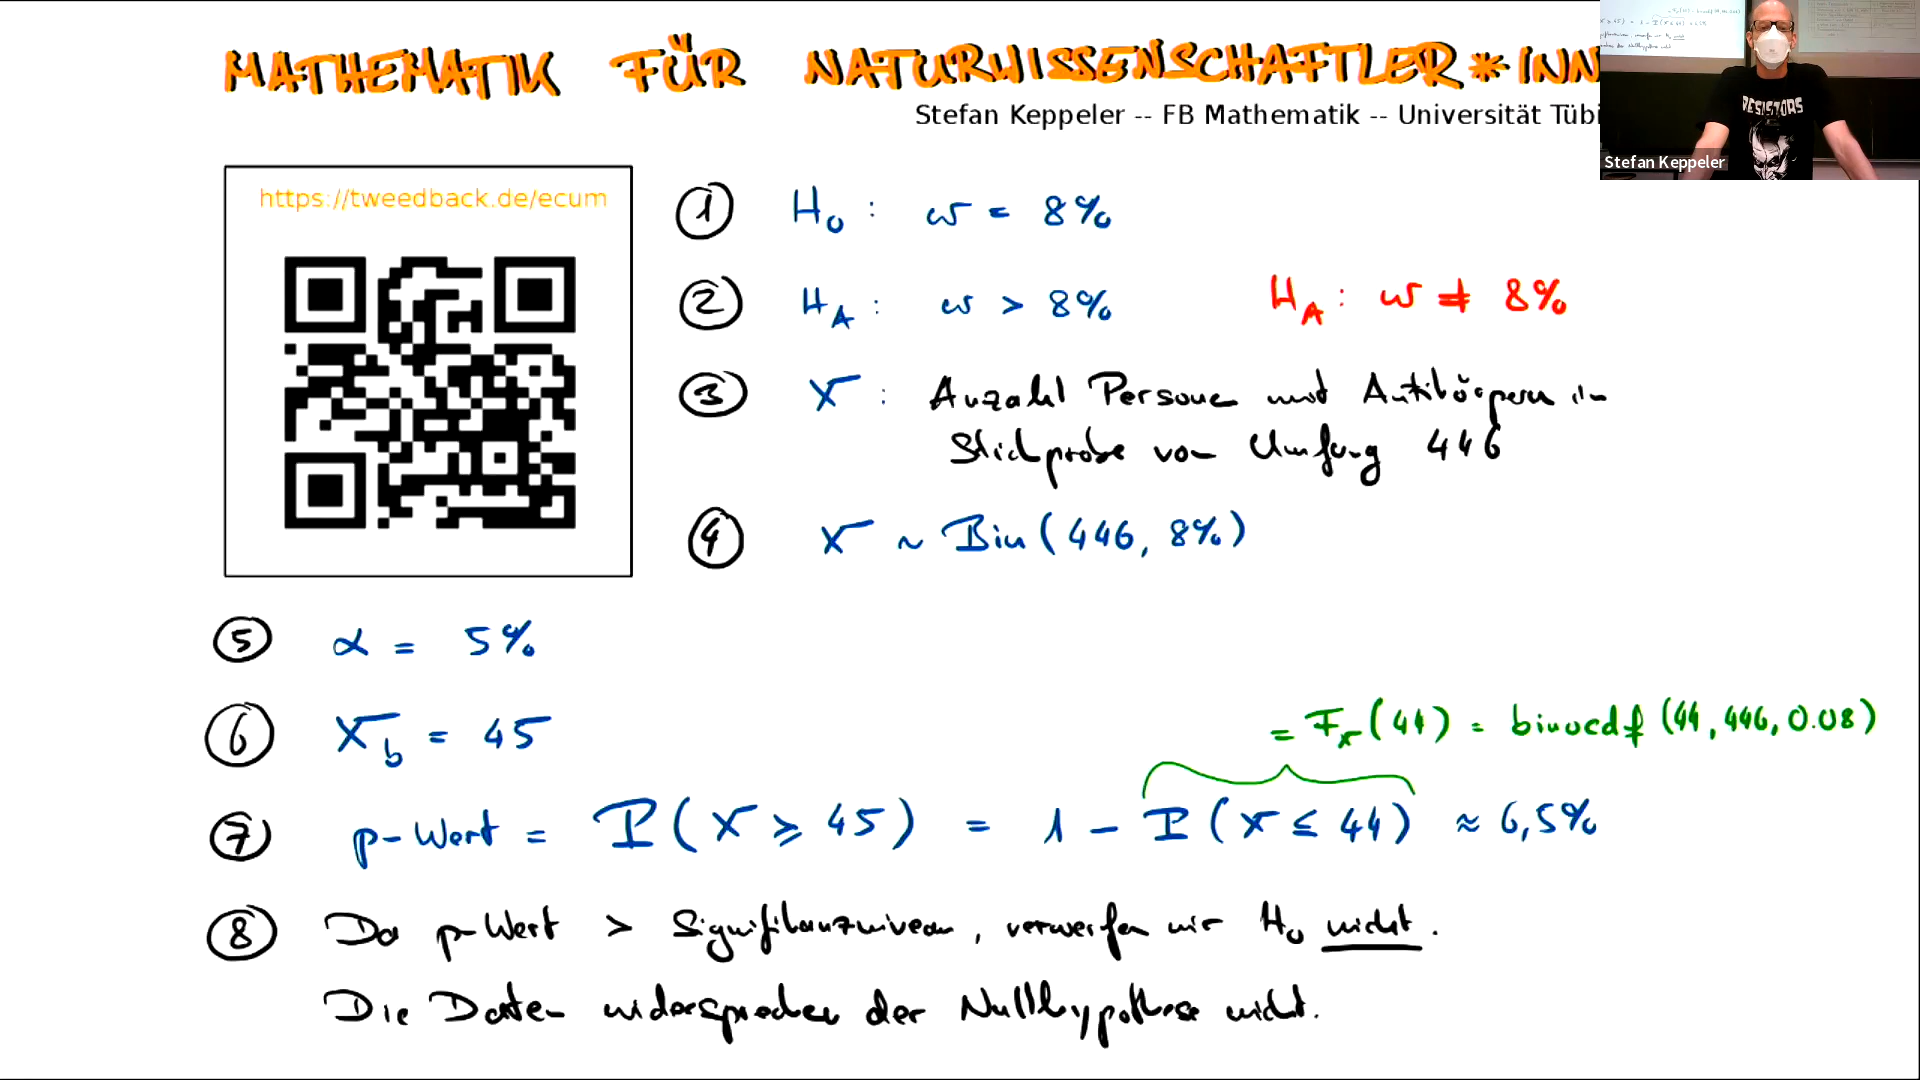 MATHEMATIK FÜR NATURWISSENSCHAFTLER*INN
Stefan Keppeler -- FB Mathematik -- Universität Tübi
Stefan Keppeler
https://tweedback.de/ecum
① H₀ : w = 8%
② H_A : w > 8% H_A : w ≠ 8%
③ X : Anzahl Personen mit Antikörpern in
Stichprobe von Umfang 446
④ X ~ Bin(446, 8%)
⑤ α = 5%
⑥ X_b = 45
= F_X(44) = binocdf(44, 446, 0.08)
⑦ p-Wert = P(X ≥ 45) = 1 - P(X ≤ 44) ≈ 6,5%
⑧ Da p-Wert > Signifikanzniveau, verwerfen wir H₀ nicht.
Die Daten widersprechen der Nullhypothese nicht.
RESISTORS